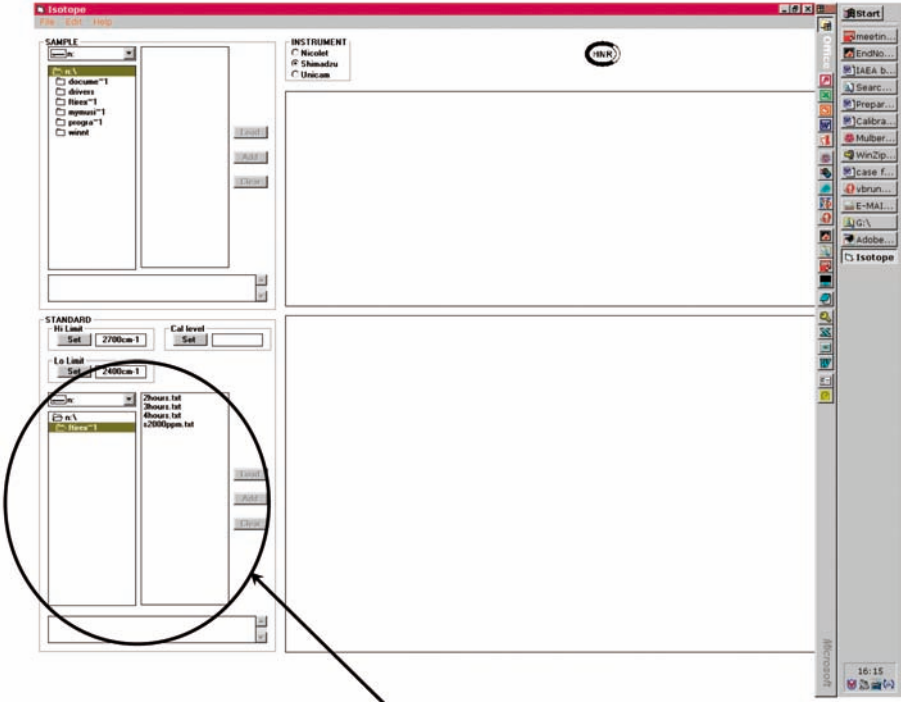 Isotope
File Edit Help
SAMPLE
n:
n:\
docume~1
drivers
ftires~1
mymusi~1
progra~1
winnt
Load
Add
Clear
INSTRUMENT
Nicolet
Shimadzu
Unicam
HNR
STANDARD
Hi Limit
Set 2700cm-1
Cal level
Set
Lo Limit
Set 2400cm-1
n:
n:\
ftires~1
2hours.txt
3hours.txt
4hours.txt
s2000ppm.txt
Load
Add
Clear
Office
Microsoft
Start
meetin...
EndNo...
IAEA b...
Searc...
Prepar...
Calibra...
Mulber...
WinZip...
case f...
vbrun...
E-MAI...
G:\
Adobe...
Isotope
16:15